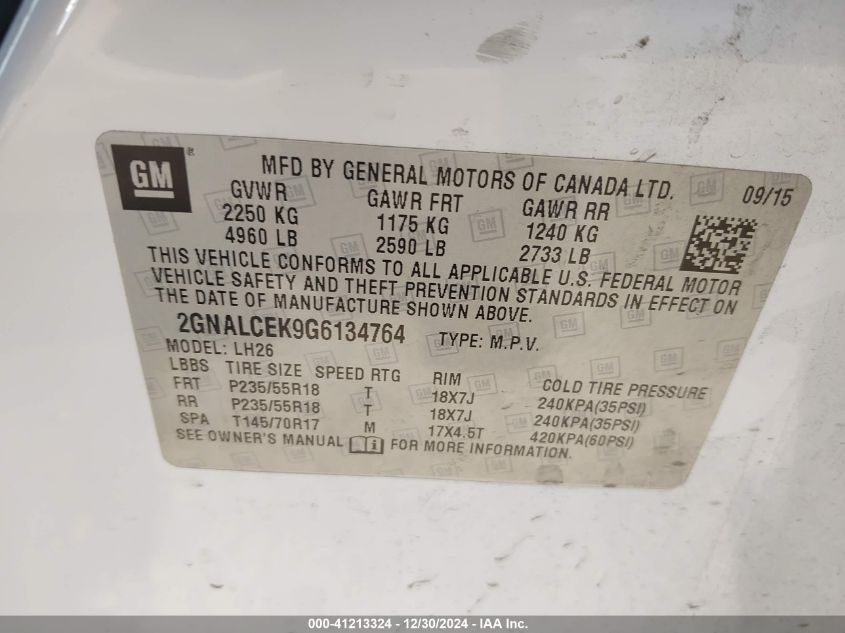 GM ®
MFD BY GENERAL MOTORS OF CANADA LTD.
09/15
GVWR GAWR FRT GAWR RR
2250 KG 1175 KG 1240 KG
4960 LB 2590 LB 2733 LB
THIS VEHICLE CONFORMS TO ALL APPLICABLE U.S. FEDERAL MOTOR
VEHICLE SAFETY AND THEFT PREVENTION STANDARDS IN EFFECT ON
THE DATE OF MANUFACTURE SHOWN ABOVE.
2GNALCEK9G6134764 TYPE: M.P.V.
MODEL: LH26
LBBS TIRE SIZE SPEED RTG RIM COLD TIRE PRESSURE
FRT P235/55R18 T 18X7J 240KPA(35PSI)
RR P235/55R18 T 18X7J 240KPA(35PSI)
SPA T145/70R17 M 17X4.5T 420KPA(60PSI)
SEE OWNER'S MANUAL FOR MORE INFORMATION.
000-41213324 - 12/30/2024 - IAA Inc.